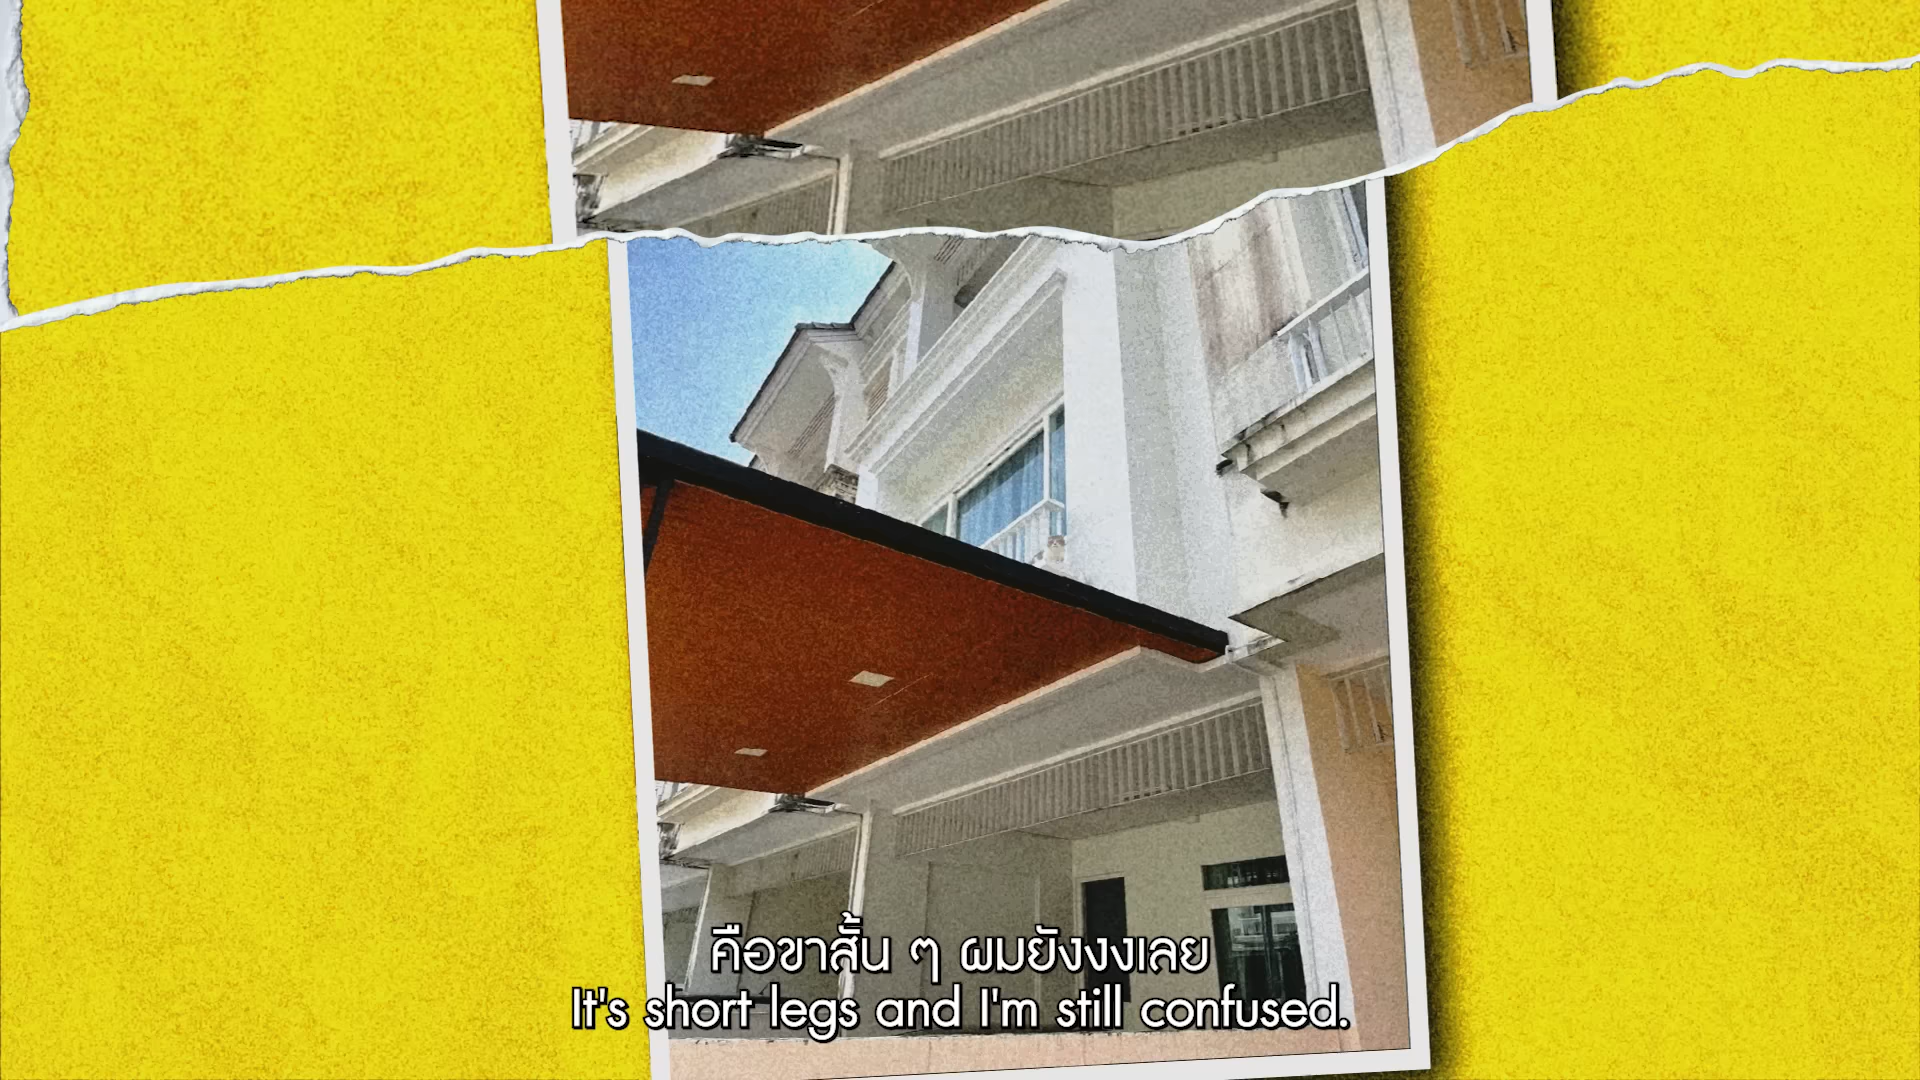 คือขาสั้น ๆ ผมยังงงเลย
It's short legs and I'm still confused.